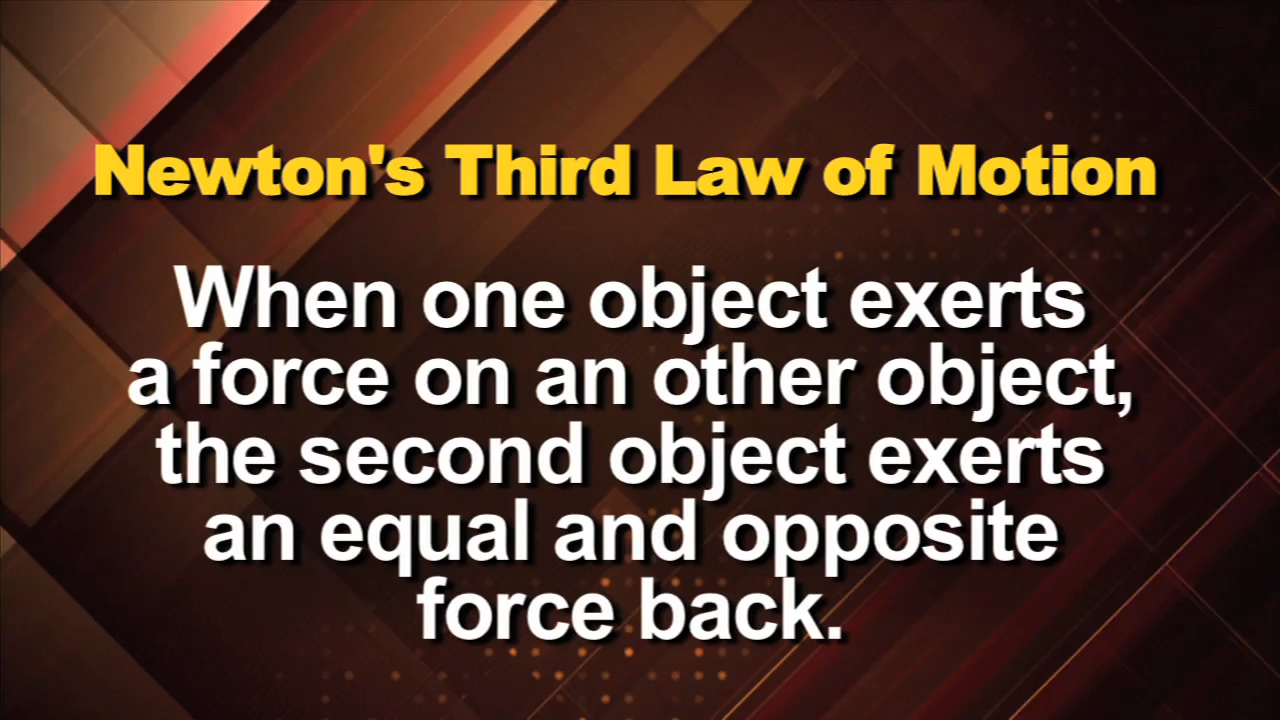 Newton's Third Law of Motion
When one object exerts
a force on an other object,
the second object exerts
an equal and opposite
force back.